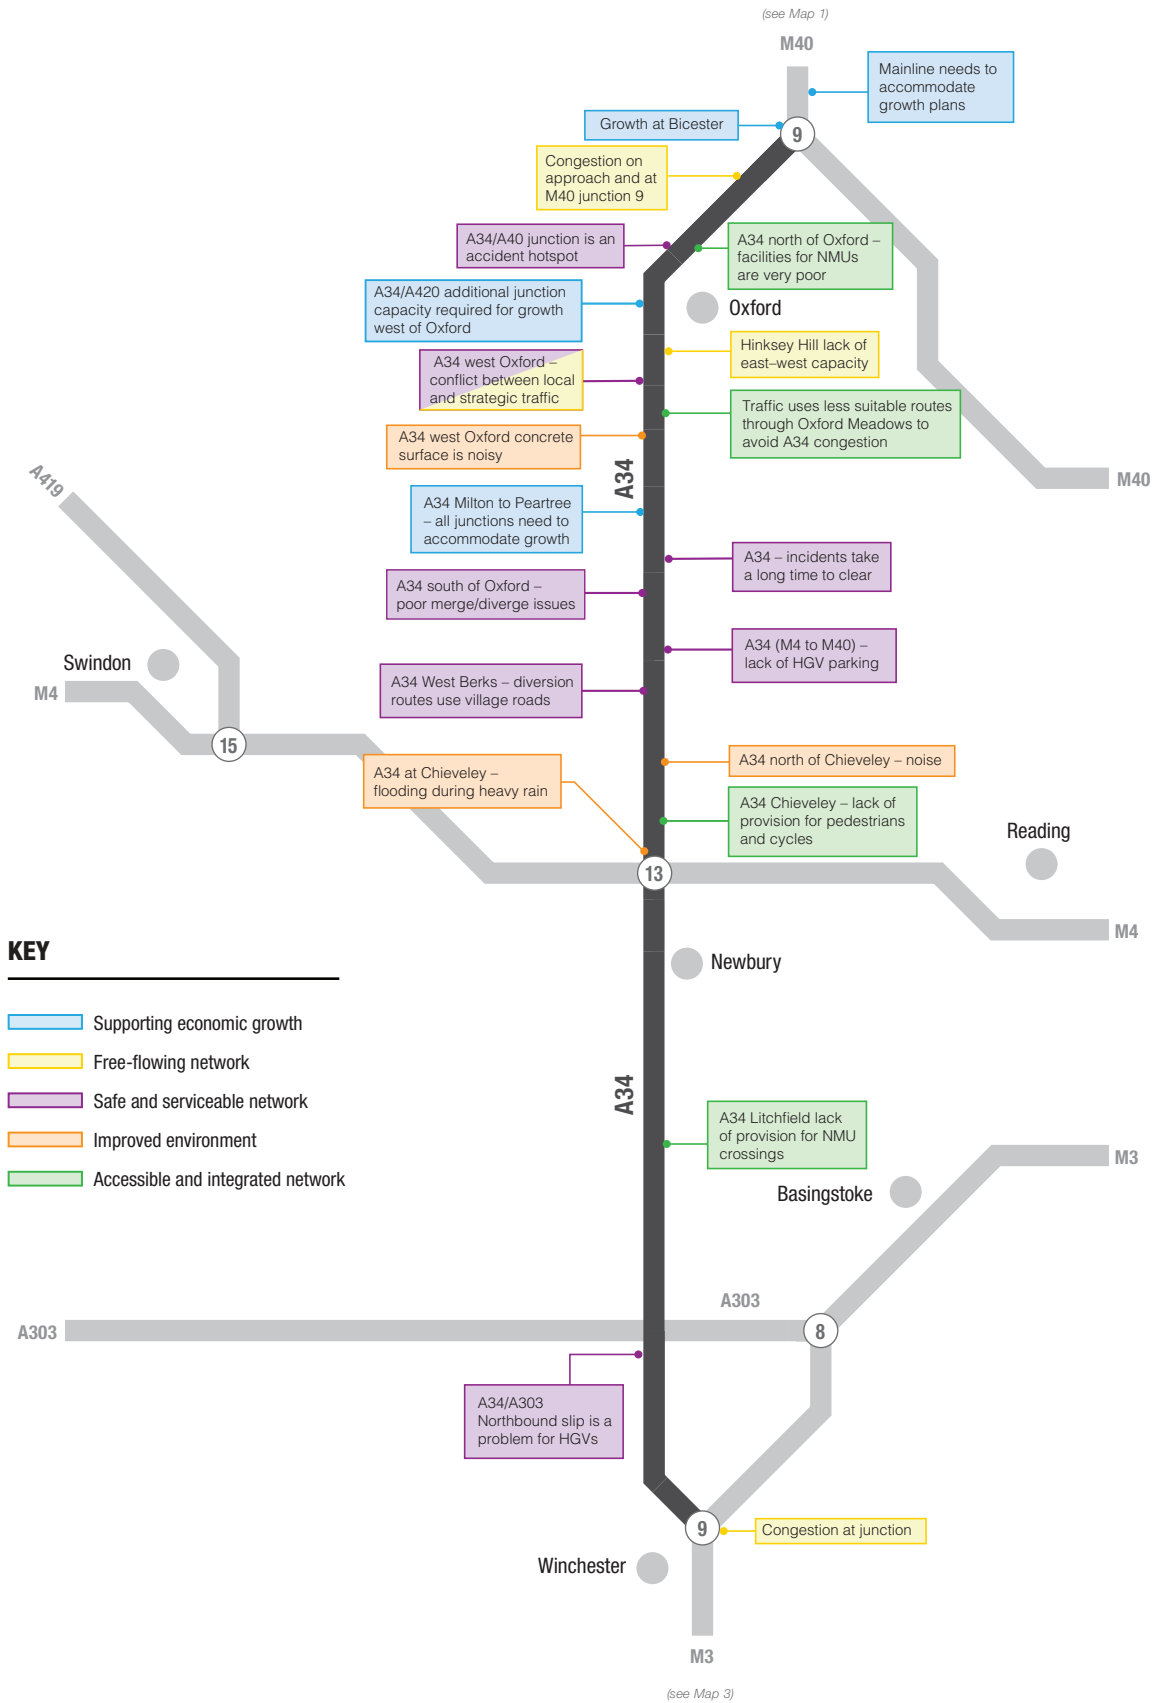 (see Map 1)
M40
Mainline needs to
accommodate
growth plans
Growth at Bicester
9
Congestion on
approach and at
M40 junction 9
A34/A40 junction is an
accident hotspot
A34 north of Oxford –
facilities for NMUs
are very poor
A34/A420 additional junction
capacity required for growth
west of Oxford
Oxford
Hinksey Hill lack of
east–west capacity
A34 west Oxford –
conflict between local
and strategic traffic
Traffic uses less suitable routes
through Oxford Meadows to
avoid A34 congestion
A34 west Oxford concrete
surface is noisy
A34
M40
A419
A34 Milton to Peartree
– all junctions need to
accommodate growth
A34 – incidents take
a long time to clear
A34 south of Oxford –
poor merge/diverge issues
A34 (M4 to M40) –
lack of HGV parking
Swindon
M4
A34 West Berks – diversion
routes use village roads
15
A34 north of Chieveley – noise
A34 at Chieveley –
flooding during heavy rain
A34 Chieveley – lack of
provision for pedestrians
and cycles
Reading
13
M4
KEY
Newbury
Supporting economic growth
Free-flowing network
Safe and serviceable network
Improved environment
Accessible and integrated network
A34
A34 Litchfield lack
of provision for NMU
crossings
M3
Basingstoke
A303
A303
8
A34/A303
Northbound slip is a
problem for HGVs
9
Congestion at junction
Winchester
M3
(see Map 3)